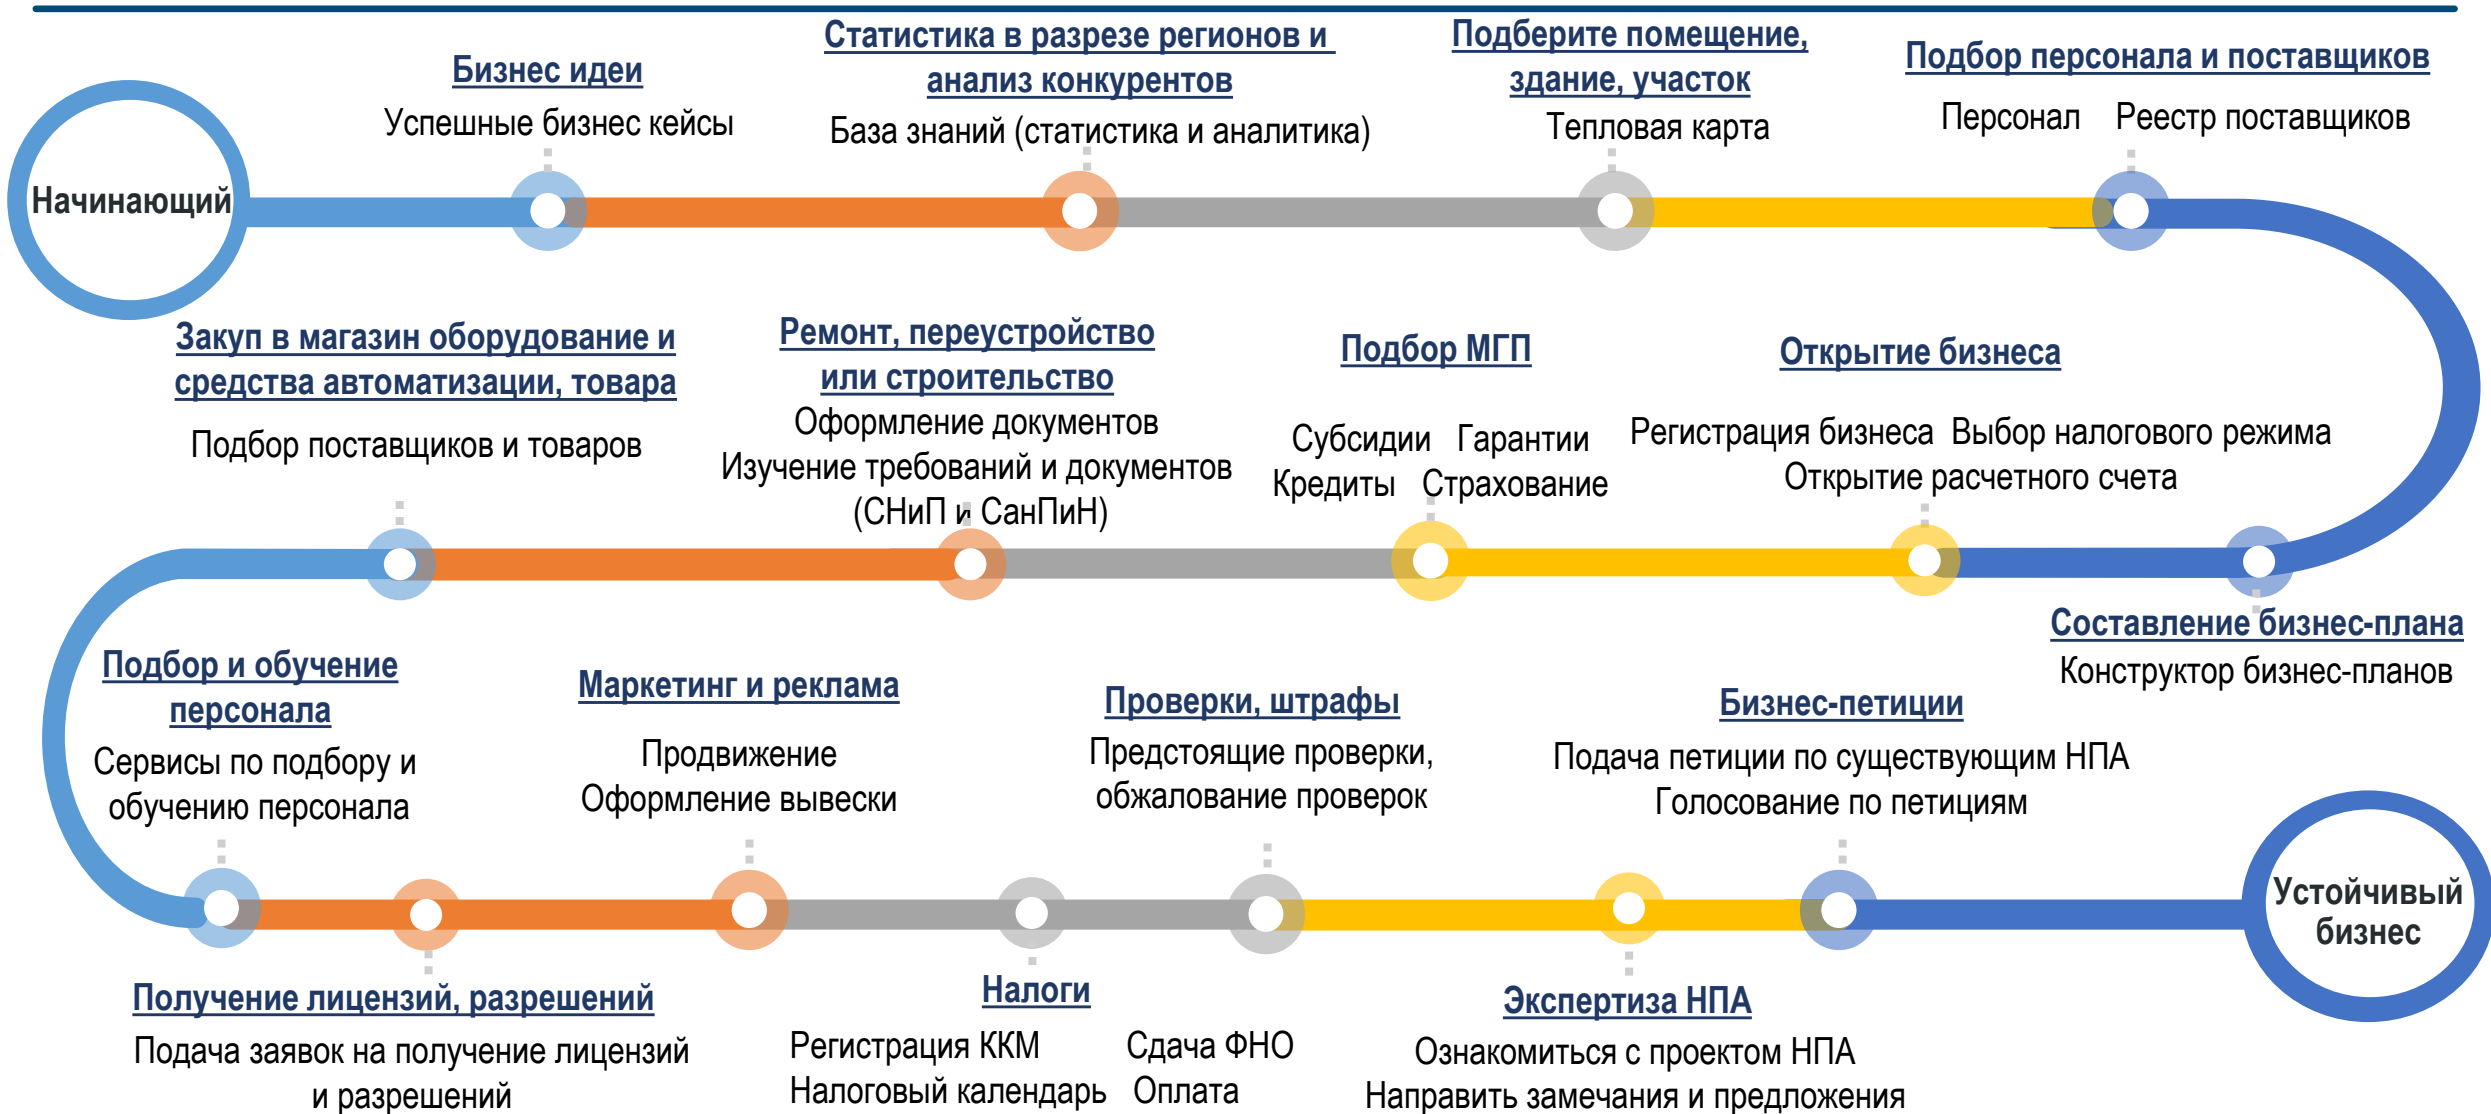 Начинающий
Бизнес идеи
Успешные бизнес кейсы
Статистика в разрезе регионов и
анализ конкурентов
База знаний (статистика и аналитика)
Подберите помещение,
здание, участок
Тепловая карта
Подбор персонала и поставщиков
Персонал Реестр поставщиков
Закуп в магазин оборудование и
средства автоматизации, товара
Подбор поставщиков и товаров
Ремонт, переустройство
или строительство
Оформление документов
Изучение требований и документов
(СНиП и СанПиН)
Подбор МГП
Субсидии Гарантии
Кредиты Страхование
Открытие бизнеса
Регистрация бизнеса Выбор налогового режима
Открытие расчетного счета
Составление бизнес-плана
Конструктор бизнес-планов
Подбор и обучение
персонала
Сервисы по подбору и
обучению персонала
Маркетинг и реклама
Продвижение
Оформление вывески
Проверки, штрафы
Предстоящие проверки,
обжалование проверок
Бизнес-петиции
Подача петиции по существующим НПА
Голосование по петициям
Устойчивый
бизнес
Получение лицензий, разрешений
Подача заявок на получение лицензий
и разрешений
Налоги
Регистрация ККМ Сдача ФНО
Налоговый календарь Оплата
Экспертиза НПА
Ознакомиться с проектом НПА
Направить замечания и предложения